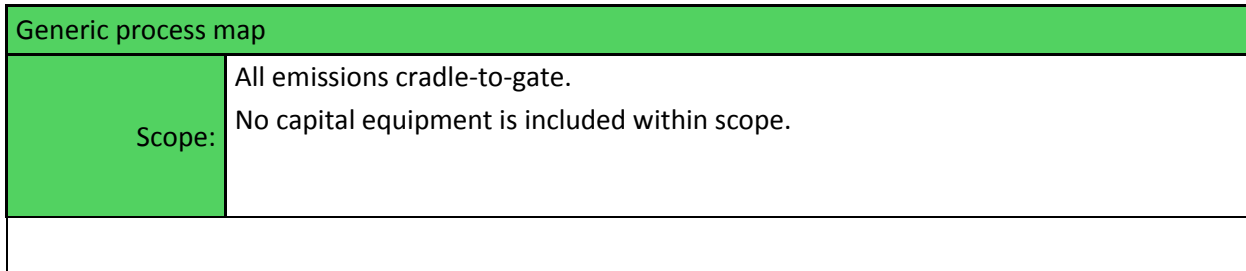 Generic process map
All emissions cradle-to-gate.
Scope: No capital equipment is included within scope.